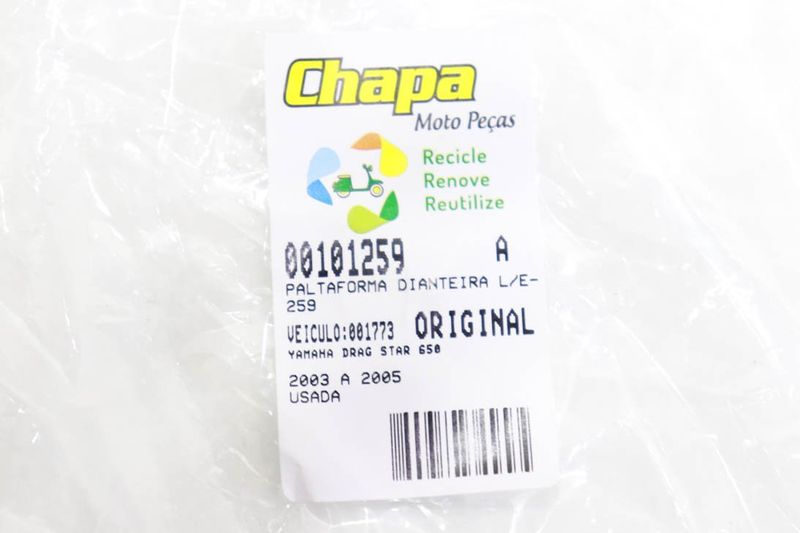 Chapa
Moto Peças
Recicle
Renove
Reutilize
00101259 A
PALTAFORMA DIANTEIRA L/E-
259
VEICULO:001773 ORIGINAL
YAMAHA DRAG STAR 650
2003 A 2005
USADA